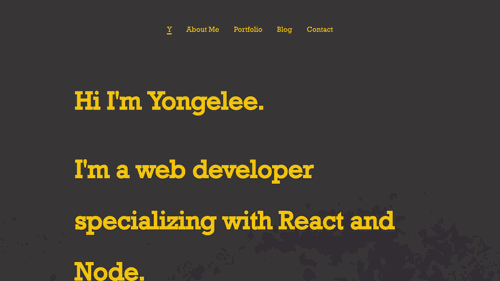 Y About Me Portfolio Blog Contact
Hi I'm Yongelee.
I'm a web developer
specializing with React and
Node.